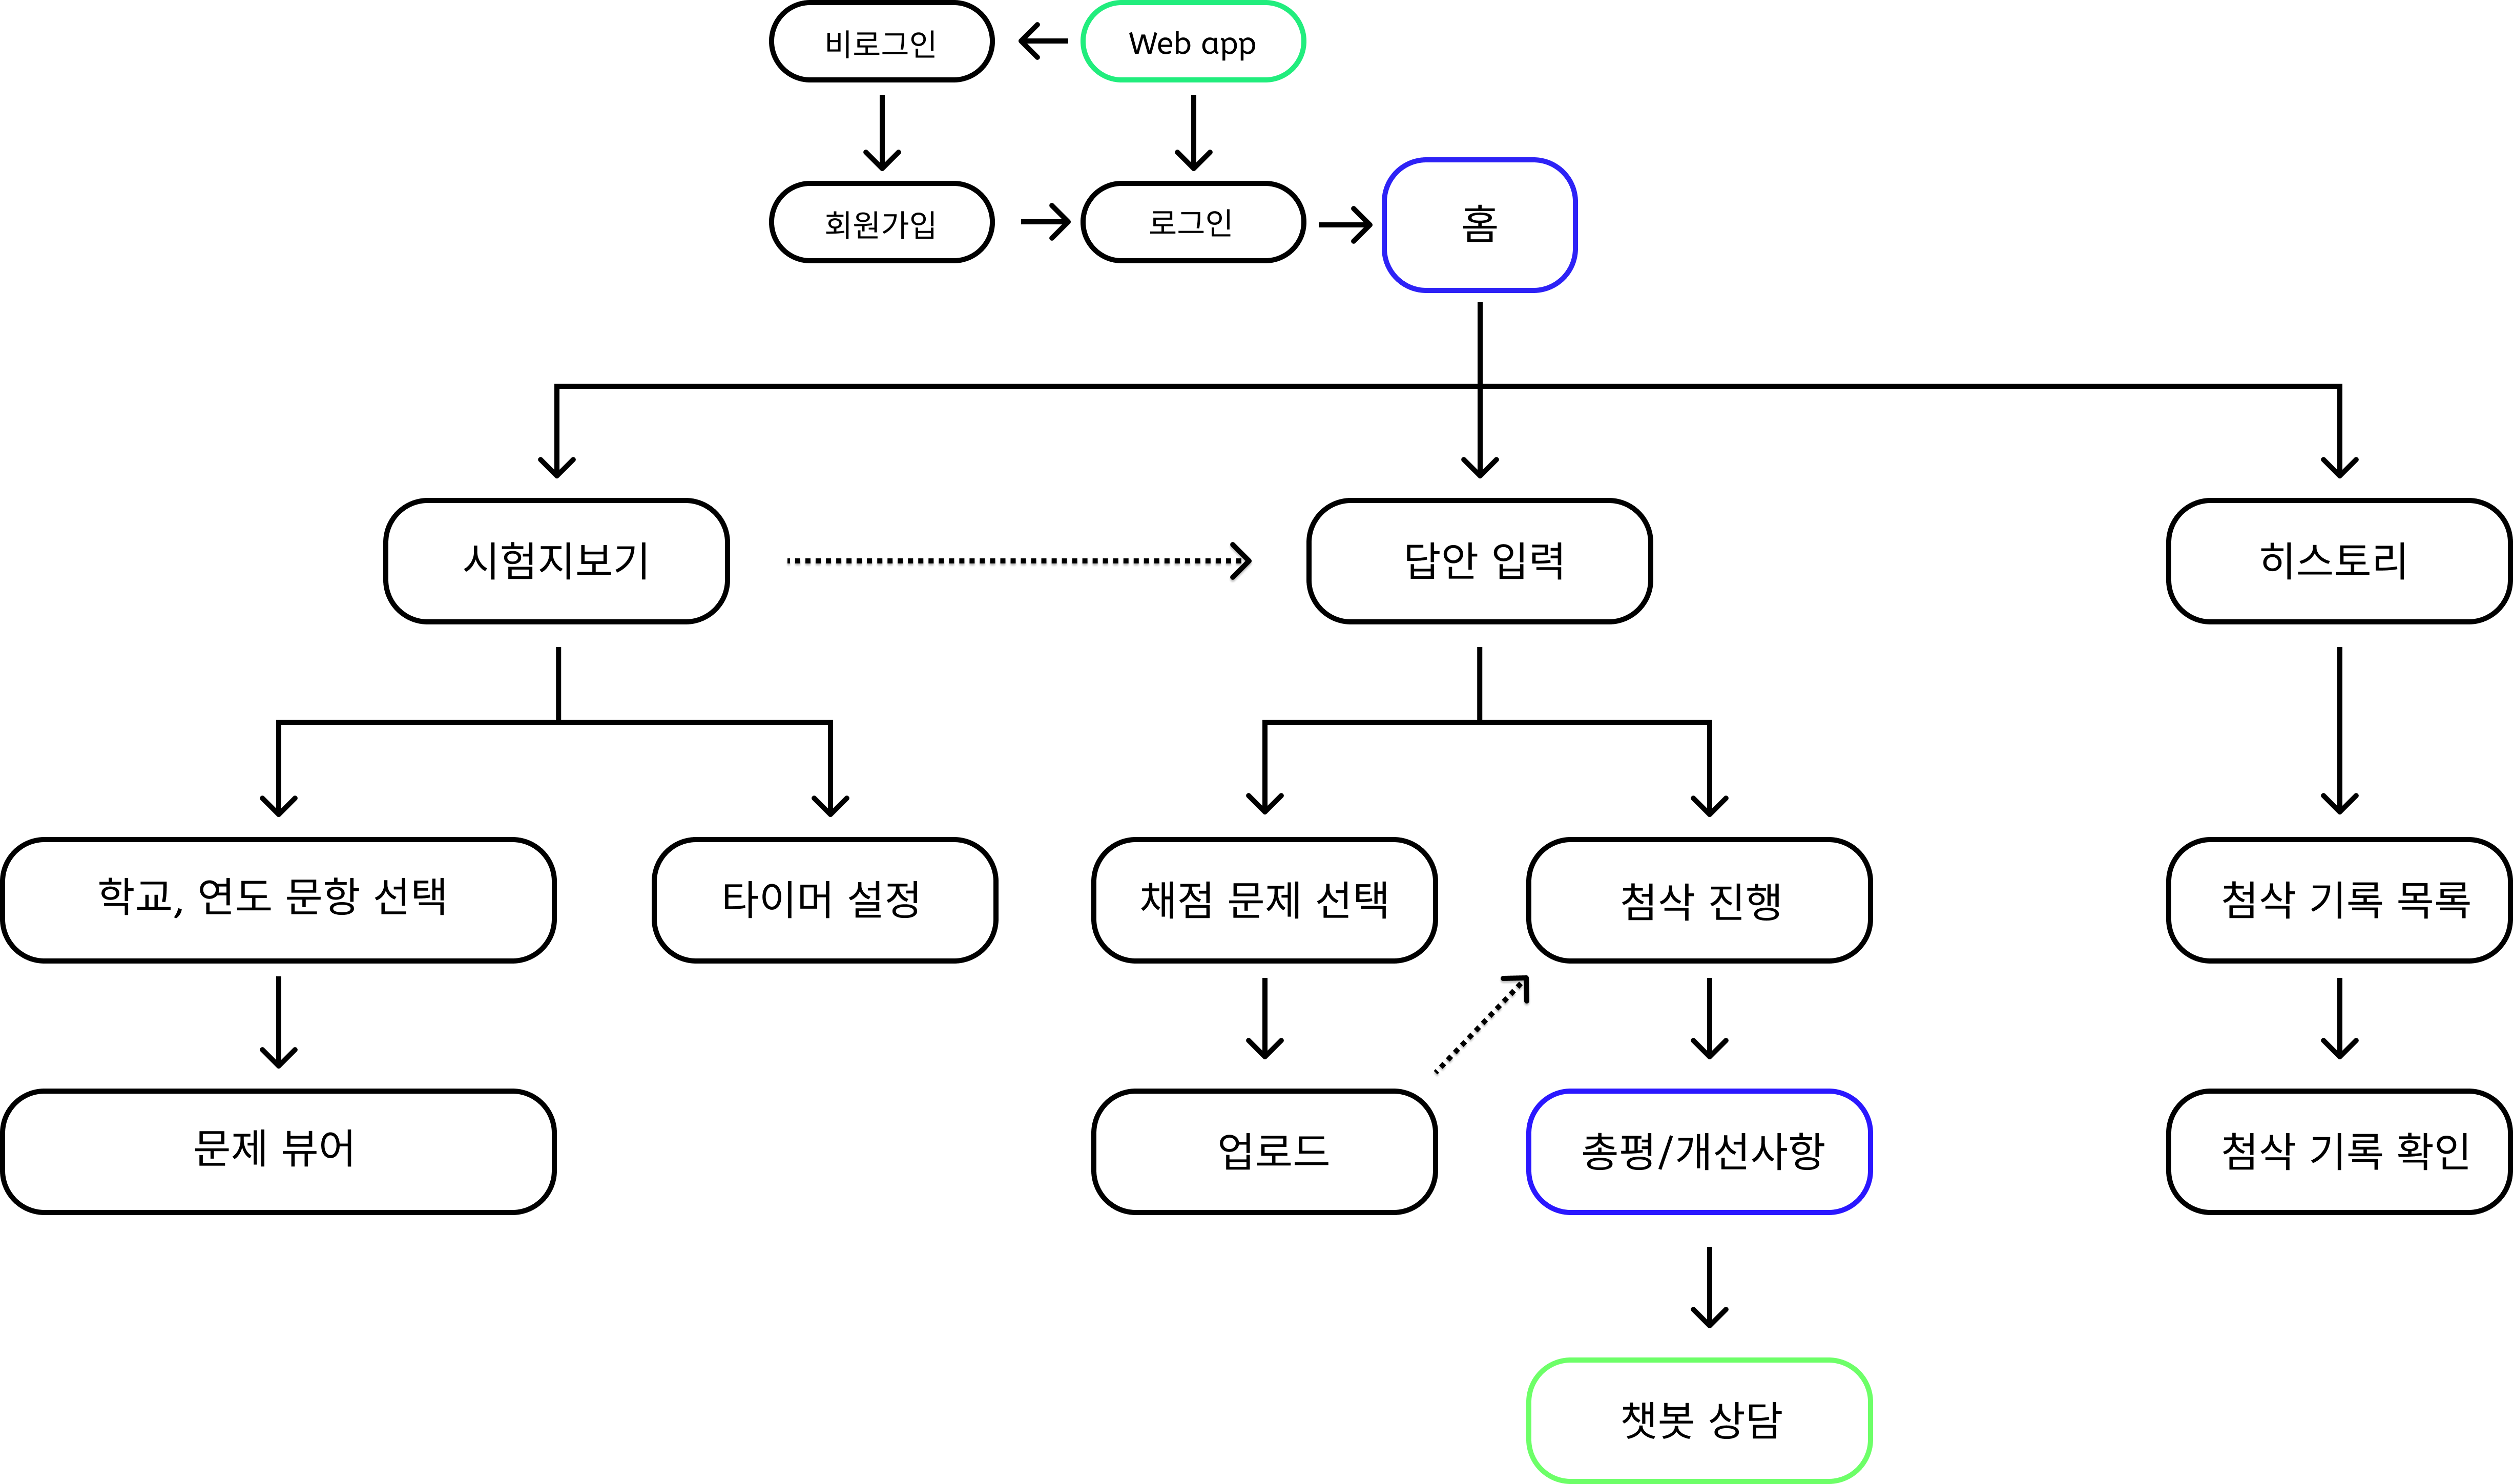 비로그인
Web app
회원가입
로그인
홈
시험지보기
답안 입력
히스토리
학교, 연도 문항 선택
타이머 설정
채점 문제 선택
첨삭 진행
첨삭 기록 목록
문제 뷰어
업로드
총평/개선사항
첨삭 기록 확인
챗봇 상담